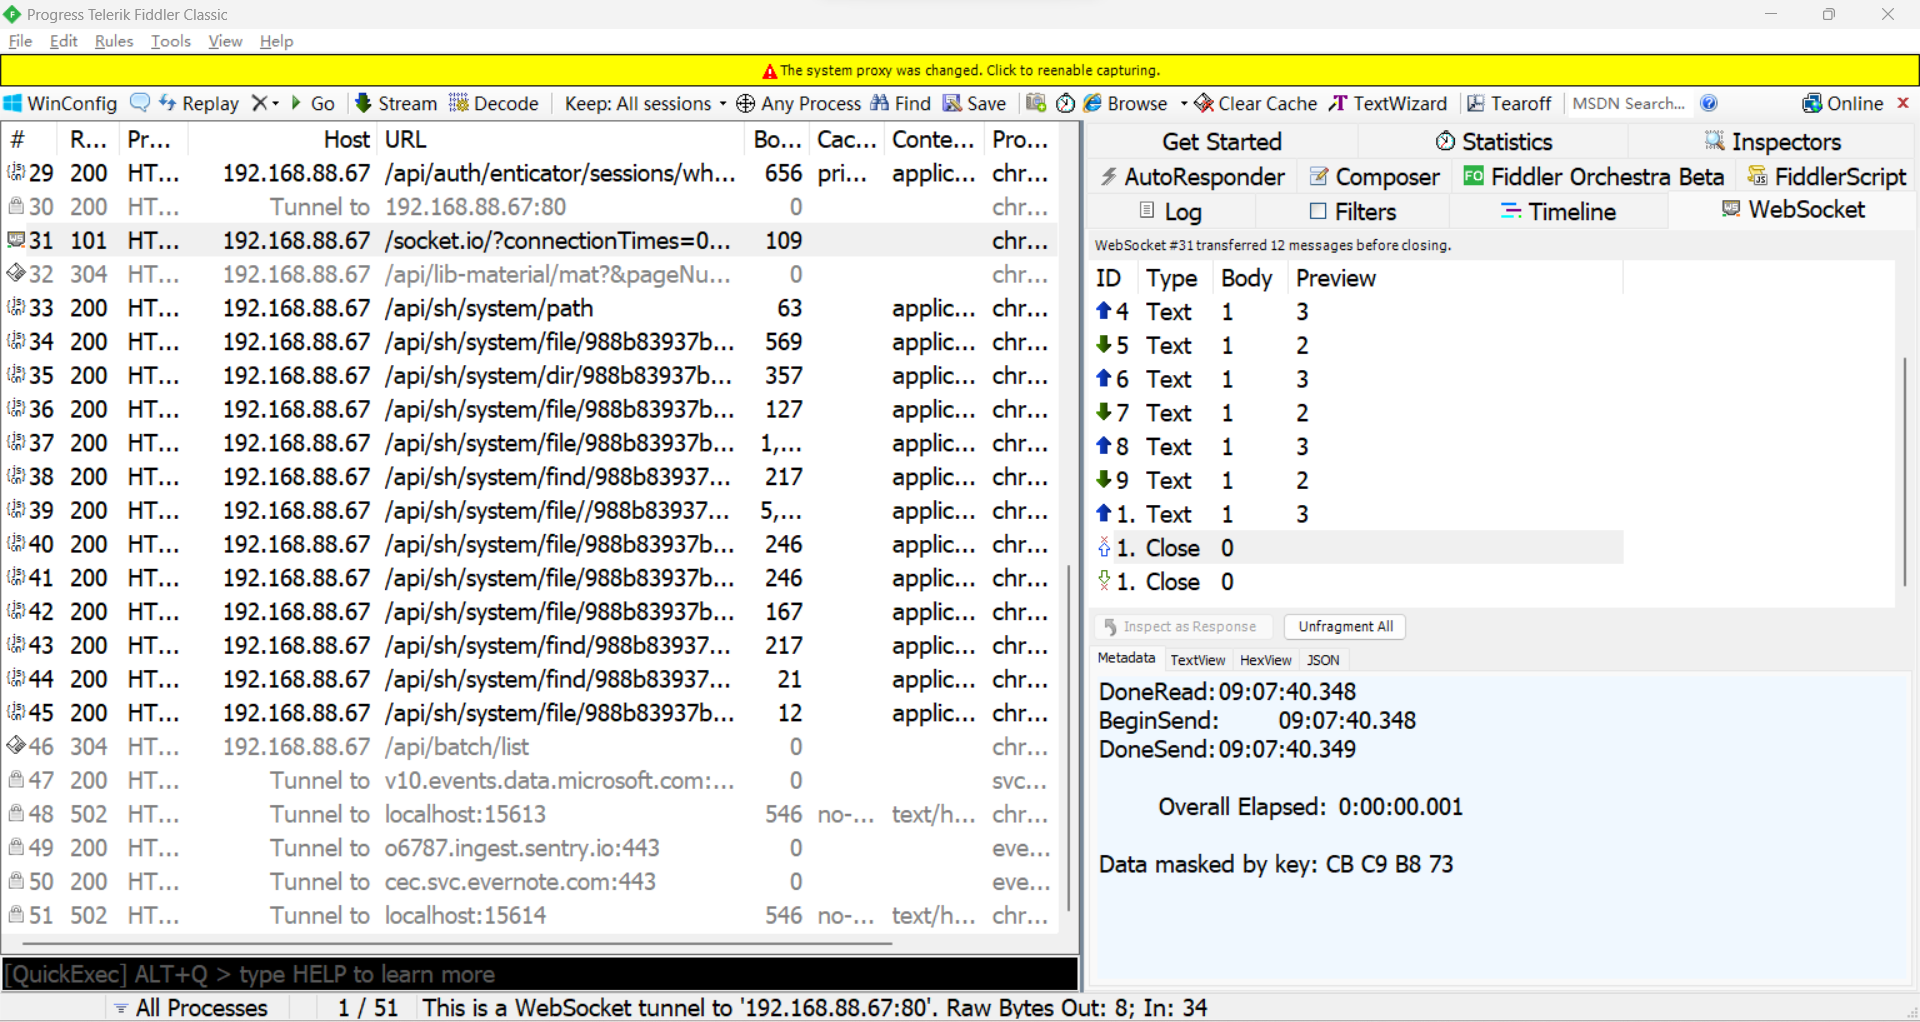 Progress Telerik Fiddler Classic
File Edit Rules Tools View Help
The system proxy was changed. Click to reenable capturing.
WinConfig Replay Go Stream Decode Keep: All sessions Any Process Find Save Browse Clear Cache TextWizard Tearoff MSDN Search... Online
# R... Pr... Host URL Bo... Cac... Conte... Pro...
29 200 HT... 192.168.88.67 /api/auth/enticator/sessions/wh... 656 pri... applic... chr...
30 200 HT... Tunnel to 192.168.88.67:80 0 chr...
31 101 HT... 192.168.88.67 /socket.io/?connectionTimes=0... 109 chr...
32 304 HT... 192.168.88.67 /api/lib-material/mat?&pageNu... 0 chr...
33 200 HT... 192.168.88.67 /api/sh/system/path 63 applic... chr...
34 200 HT... 192.168.88.67 /api/sh/system/file/988b83937b... 569 applic... chr...
35 200 HT... 192.168.88.67 /api/sh/system/dir/988b83937b... 357 applic... chr...
36 200 HT... 192.168.88.67 /api/sh/system/file/988b83937b... 127 applic... chr...
37 200 HT... 192.168.88.67 /api/sh/system/file/988b83937b... 1,... applic... chr...
38 200 HT... 192.168.88.67 /api/sh/system/find/988b83937... 217 applic... chr...
39 200 HT... 192.168.88.67 /api/sh/system/file//988b83937... 5,... applic... chr...
40 200 HT... 192.168.88.67 /api/sh/system/file/988b83937b... 246 applic... chr...
41 200 HT... 192.168.88.67 /api/sh/system/file/988b83937b... 246 applic... chr...
42 200 HT... 192.168.88.67 /api/sh/system/file/988b83937b... 167 applic... chr...
43 200 HT... 192.168.88.67 /api/sh/system/find/988b83937... 217 applic... chr...
44 200 HT... 192.168.88.67 /api/sh/system/find/988b83937... 21 applic... chr...
45 200 HT... 192.168.88.67 /api/sh/system/file/988b83937b... 12 applic... chr...
46 304 HT... 192.168.88.67 /api/batch/list 0 chr...
47 200 HT... Tunnel to v10.events.data.microsoft.com:... 0 svc...
48 502 HT... Tunnel to localhost:15613 546 no-... text/h... chr...
49 200 HT... Tunnel to o6787.ingest.sentry.io:443 0 eve...
50 200 HT... Tunnel to cec.svc.evernote.com:443 0 eve...
51 502 HT... Tunnel to localhost:15614 546 no-... text/h... chr...
[QuickExec] ALT+Q > type HELP to learn more
Get Started Statistics Inspectors
AutoResponder Composer FO Fiddler Orchestra Beta FiddlerScript
Log Filters Timeline WebSocket
WebSocket #31 transferred 12 messages before closing.
ID Type Body Preview
4 Text 1 3
5 Text 1 2
6 Text 1 3
7 Text 1 2
8 Text 1 3
9 Text 1 2
1. Text 1 3
1. Close 0
1. Close 0
Inspect as Response Unfragment All
Metadata TextView HexView JSON
DoneRead: 09:07:40.348
BeginSend: 09:07:40.348
DoneSend: 09:07:40.349
Overall Elapsed: 0:00:00.001
Data masked by key: CB C9 B8 73
All Processes 1 / 51 This is a WebSocket tunnel to '192.168.88.67:80'. Raw Bytes Out: 8; In: 34